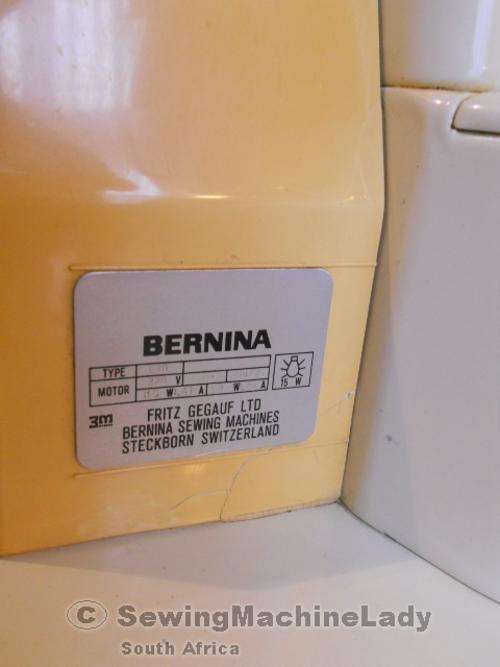 BERNINA
TYPE
MOTOR V W A W A
15 W
3M
FRITZ GEGAUF LTD
BERNINA SEWING MACHINES
STECKBORN SWITZERLAND
© SewingMachineLady
South Africa